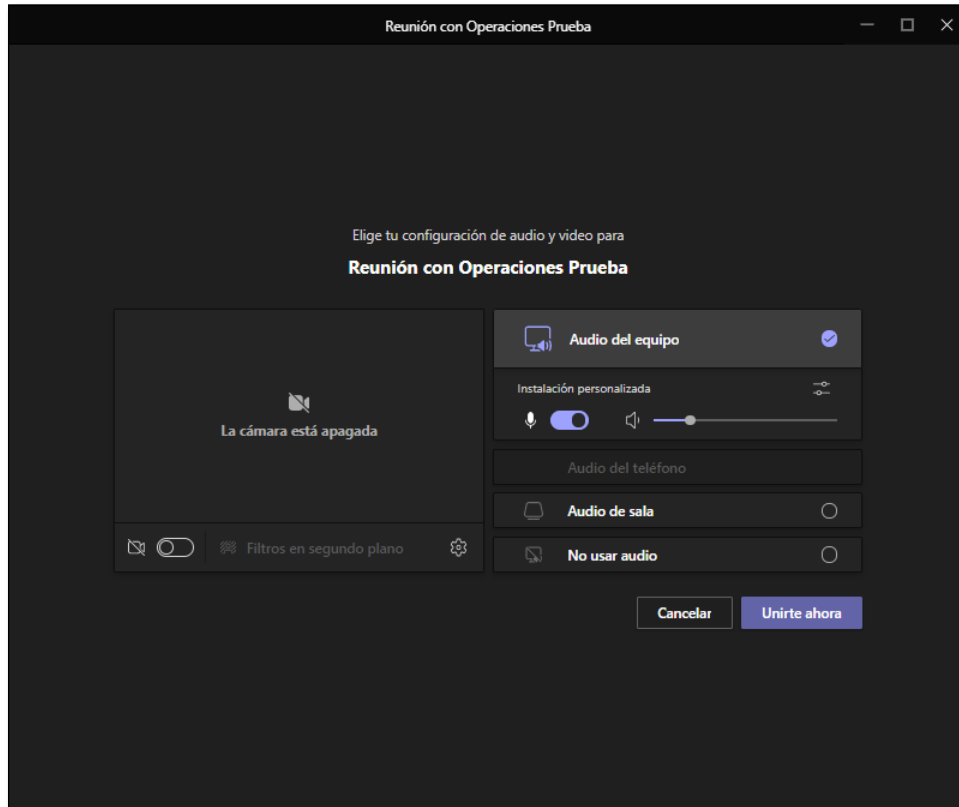 Reunión con Operaciones Prueba
Elige tu configuración de audio y video para
Reunión con Operaciones Prueba
La cámara está apagada
Filtros en segundo plano
Audio del equipo
Instalación personalizada
Audio del teléfono
Audio de sala
No usar audio
Cancelar
Unirte ahora